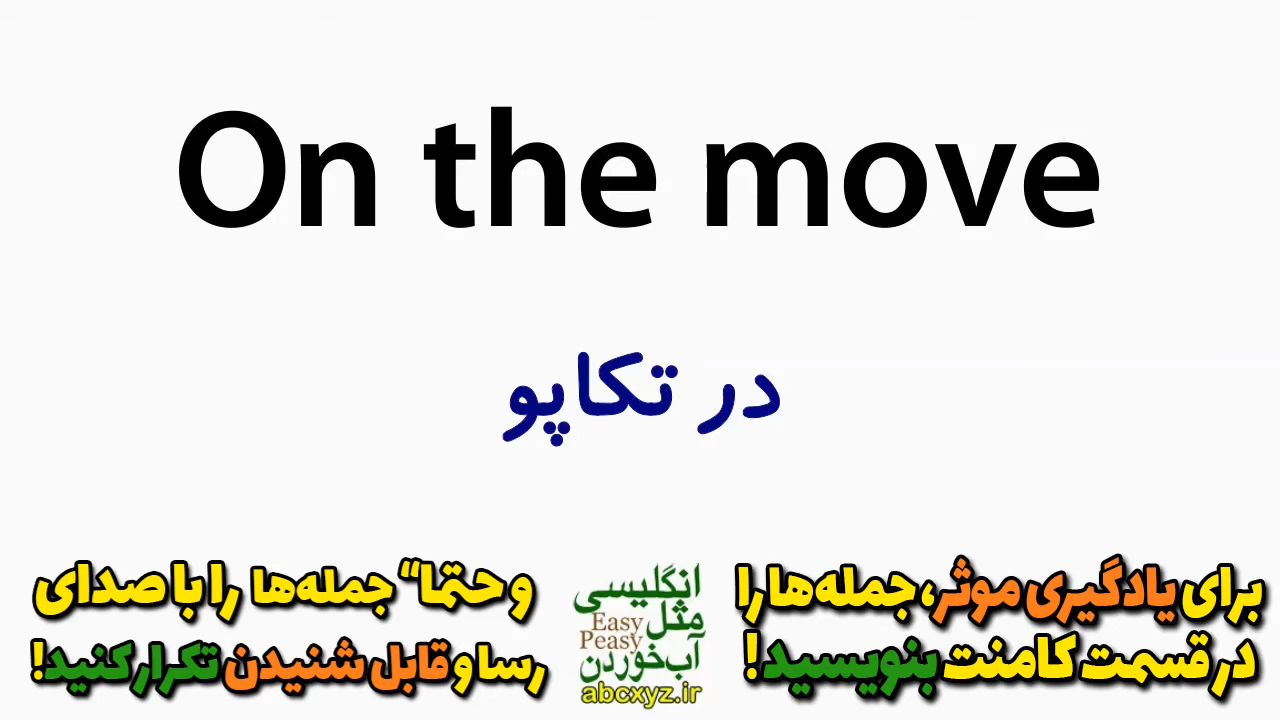 On the move
در تکاپو
برای یادگیری موثر، جمله‌ها را
در قسمت کامنت بنویسید!
و حتما“ جمله‌ها را با صدای
رسا و قابل شنیدن تکرار کنید!
انگلیسی
مثل
Easy
Peasy
آب خوردن
abcxyz.ir